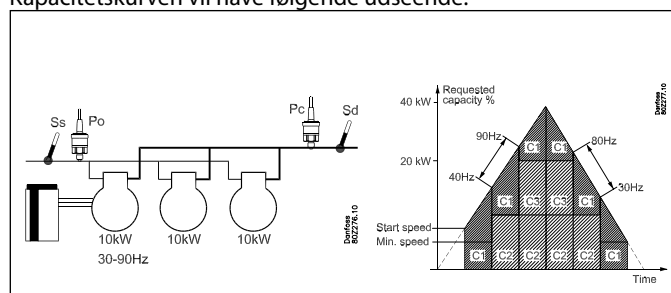 Kapacitetskurven vil have følgende udseende:
Ss
Po
Pc
Sd
10kW
10kW
10kW
30-90Hz
Danfoss
80Z276.10
Requested
capacity %
40 kW
20 kW
90Hz
40Hz
80Hz
30Hz
Start speed
Min. speed
C1
C1
C1
C3
C3
C1
C1
C2
C2
C2
C2
C1
Time
Danfoss
80Z277.10